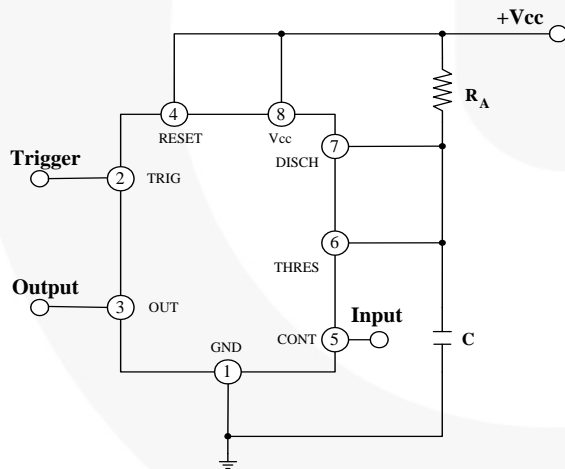 +Vcc
R_A
4
8
RESET
Vcc
7
DISCH
Trigger
2
TRIG
6
THRES
Output
3
OUT
Input
CONT
5
C
GND
1